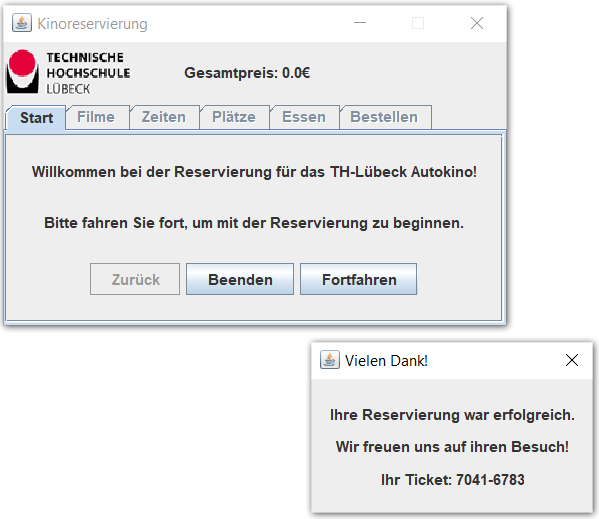 Kinoreservierung
TECHNISCHE
HOCHSCHULE
LÜBECK
Gesamtpreis: 0.0€
Start Filme Zeiten Plätze Essen Bestellen
Willkommen bei der Reservierung für das TH-Lübeck Autokino!
Bitte fahren Sie fort, um mit der Reservierung zu beginnen.
Zurück Beenden Fortfahren
Vielen Dank!
Ihre Reservierung war erfolgreich.
Wir freuen uns auf ihren Besuch!
Ihr Ticket: 7041-6783